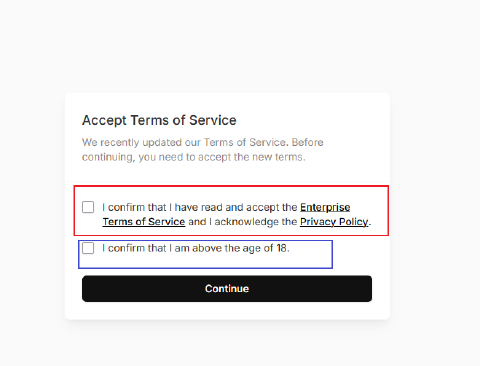 Accept Terms of Service
We recently updated our Terms of Service. Before
continuing, you need to accept the new terms.
I confirm that I have read and accept the Enterprise
Terms of Service and I acknowledge the Privacy Policy.
I confirm that I am above the age of 18.
Continue